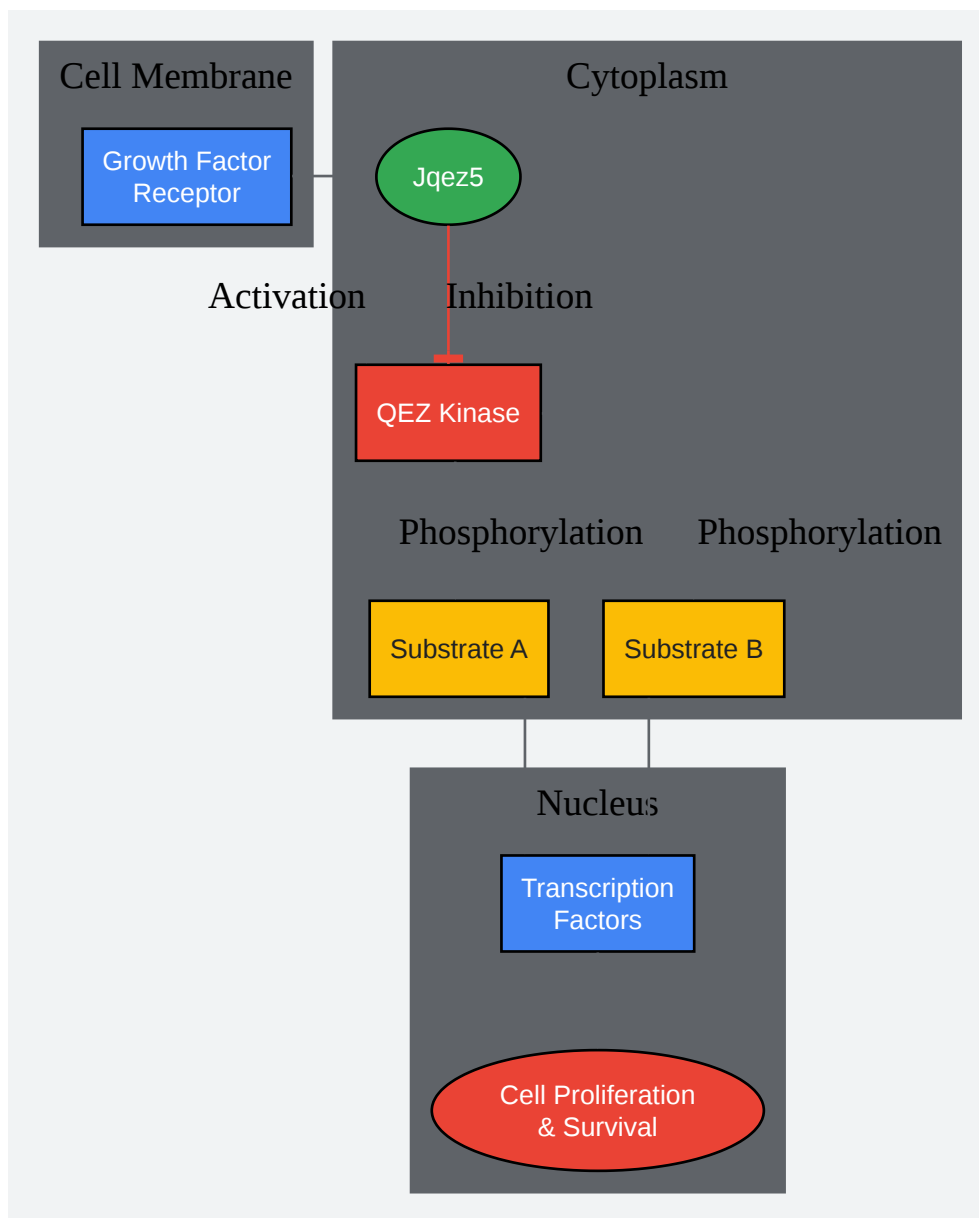 Cell Membrane
Cytoplasm
Growth Factor
Receptor
Jqez5
Activation
Inhibition
QEZ Kinase
Phosphorylation
Phosphorylation
Substrate A
Substrate B
Nucleus
Transcription
Factors
Cell Proliferation
& Survival